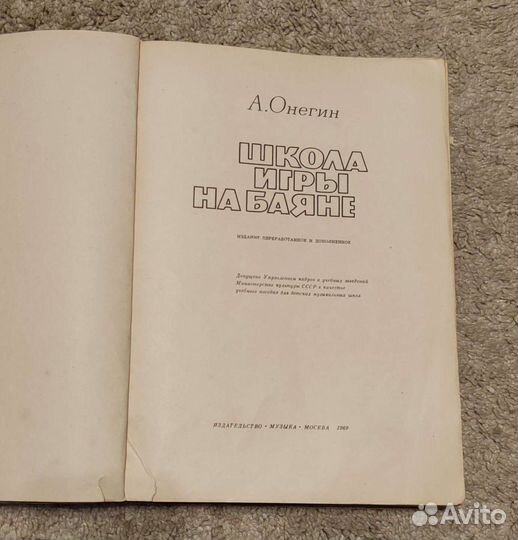 А.Онегин
ШКОЛА
ИГРЫ
НА БАЯНЕ
ИЗДАНИЕ ПЕРЕРАБОТАННОЕ И ДОПОЛНЕННОЕ
Допущено Управлением кадров и учебных заведений
Министерства культуры СССР в качестве
учебного пособия для детских музыкальных школ
ИЗДАТЕЛЬСТВО • МУЗЫКА • МОСКВА 1969
Avito